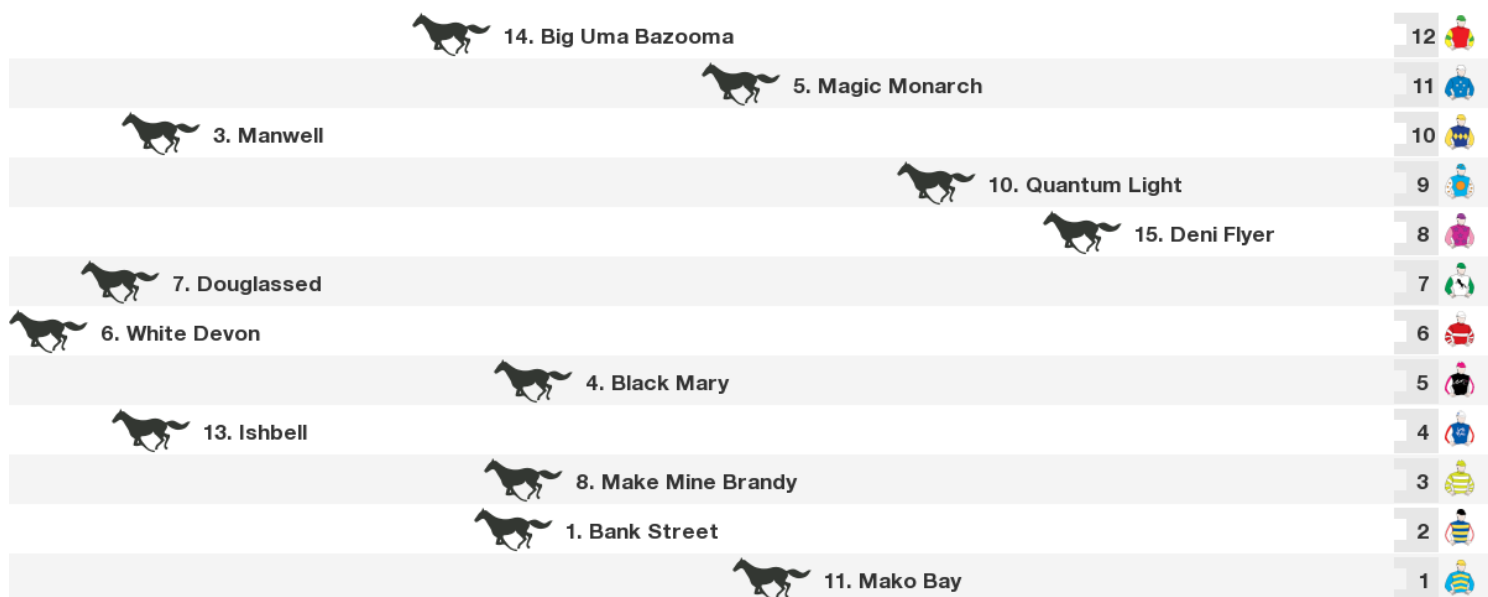 14. Big Uma Bazooma 12
5. Magic Monarch 11
3. Manwell 10
10. Quantum Light 9
15. Deni Flyer 8
7. Douglassed 7
6. White Devon 6
4. Black Mary 5
13. Ishbell 4
8. Make Mine Brandy 3
1. Bank Street 2
11. Mako Bay 1